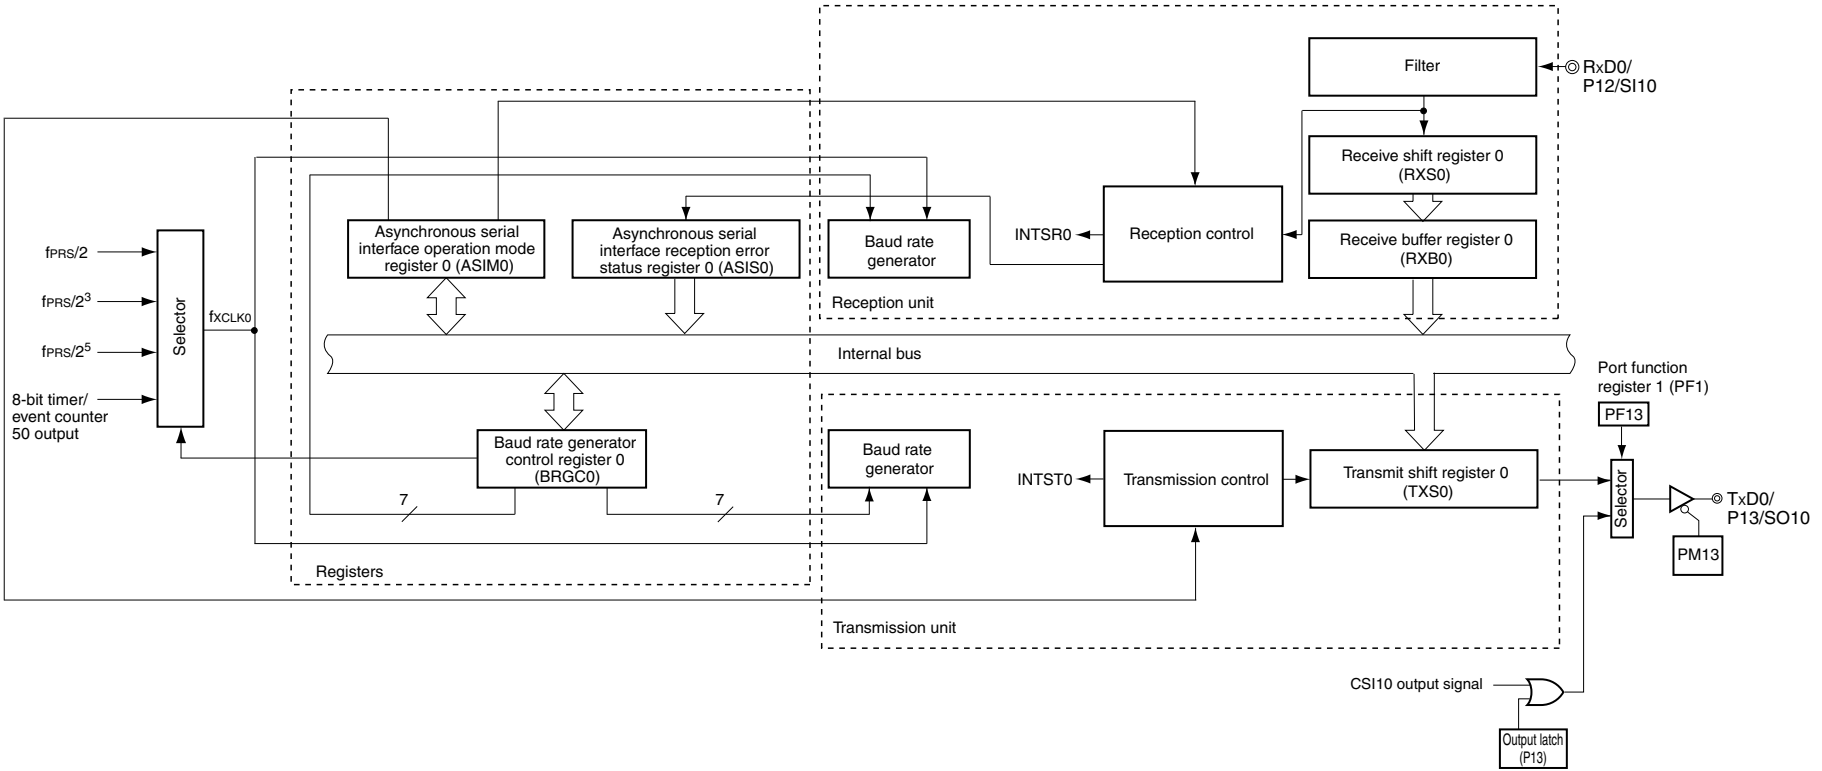 Filter
RxD0/
P12/SI10
Receive shift register 0
(RXS0)
Asynchronous serial
interface operation mode
register 0 (ASIM0)
Asynchronous serial
interface reception error
status register 0 (ASIS0)
Baud rate
generator
INTSR0
Reception control
Receive buffer register 0
(RXB0)
Reception unit
fPRS/2
fPRS/2³
fPRS/2⁵
8-bit timer/
event counter
50 output
Selector
fXCLK0
Internal bus
Port function
register 1 (PF1)
PF13
Baud rate generator
control register 0
(BRGC0)
7
7
Baud rate
generator
INTST0
Transmission control
Transmit shift register 0
(TXS0)
Selector
TxD0/
P13/SO10
PM13
Registers
Transmission unit
CSI10 output signal
Output latch
(P13)